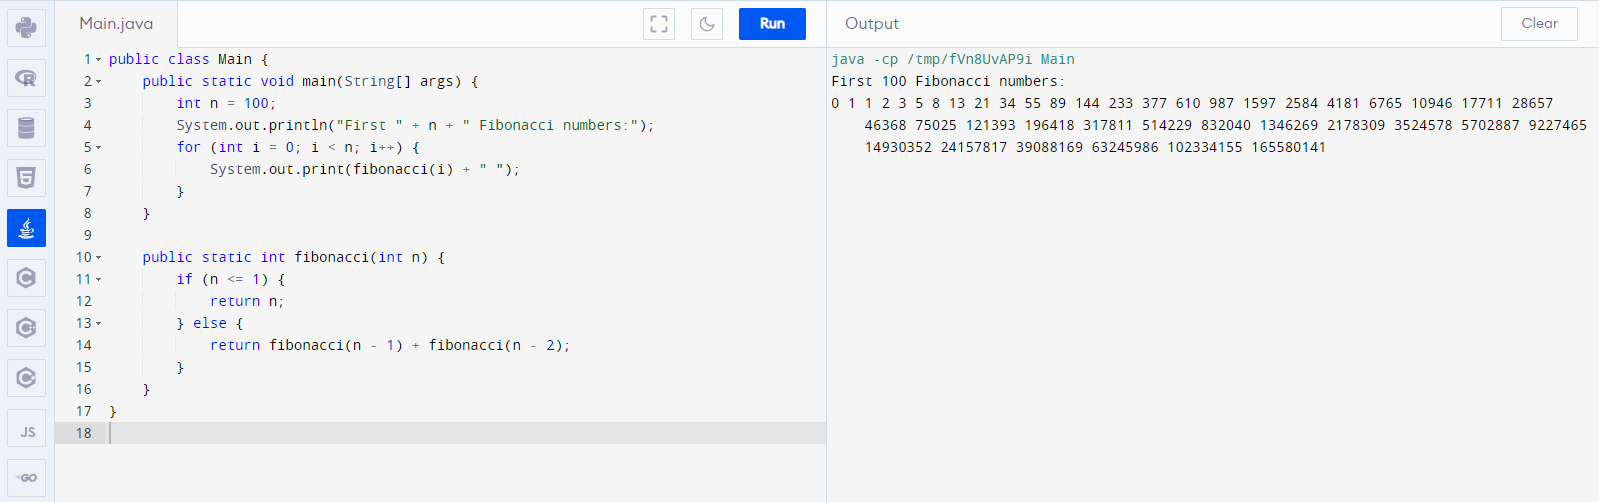 Main.java
Run
1 public class Main {
2 public static void main(String[] args) {
3 int n = 100;
4 System.out.println("First " + n + " Fibonacci numbers:");
5 for (int i = 0; i < n; i++) {
6 System.out.print(fibonacci(i) + " ");
7 }
8 }
9
10 public static int fibonacci(int n) {
11 if (n <= 1) {
12 return n;
13 } else {
14 return fibonacci(n - 1) + fibonacci(n - 2);
15 }
16 }
17 }
18
Output
Clear
java -cp /tmp/fVn8UvAP9i Main
First 100 Fibonacci numbers:
0 1 1 2 3 5 8 13 21 34 55 89 144 233 377 610 987 1597 2584 4181 6765 10946 17711 28657
46368 75025 121393 196418 317811 514229 832040 1346269 2178309 3524578 5702887 9227465
14930352 24157817 39088169 63245986 102334155 165580141
R
5
C
C
C
JS
GO